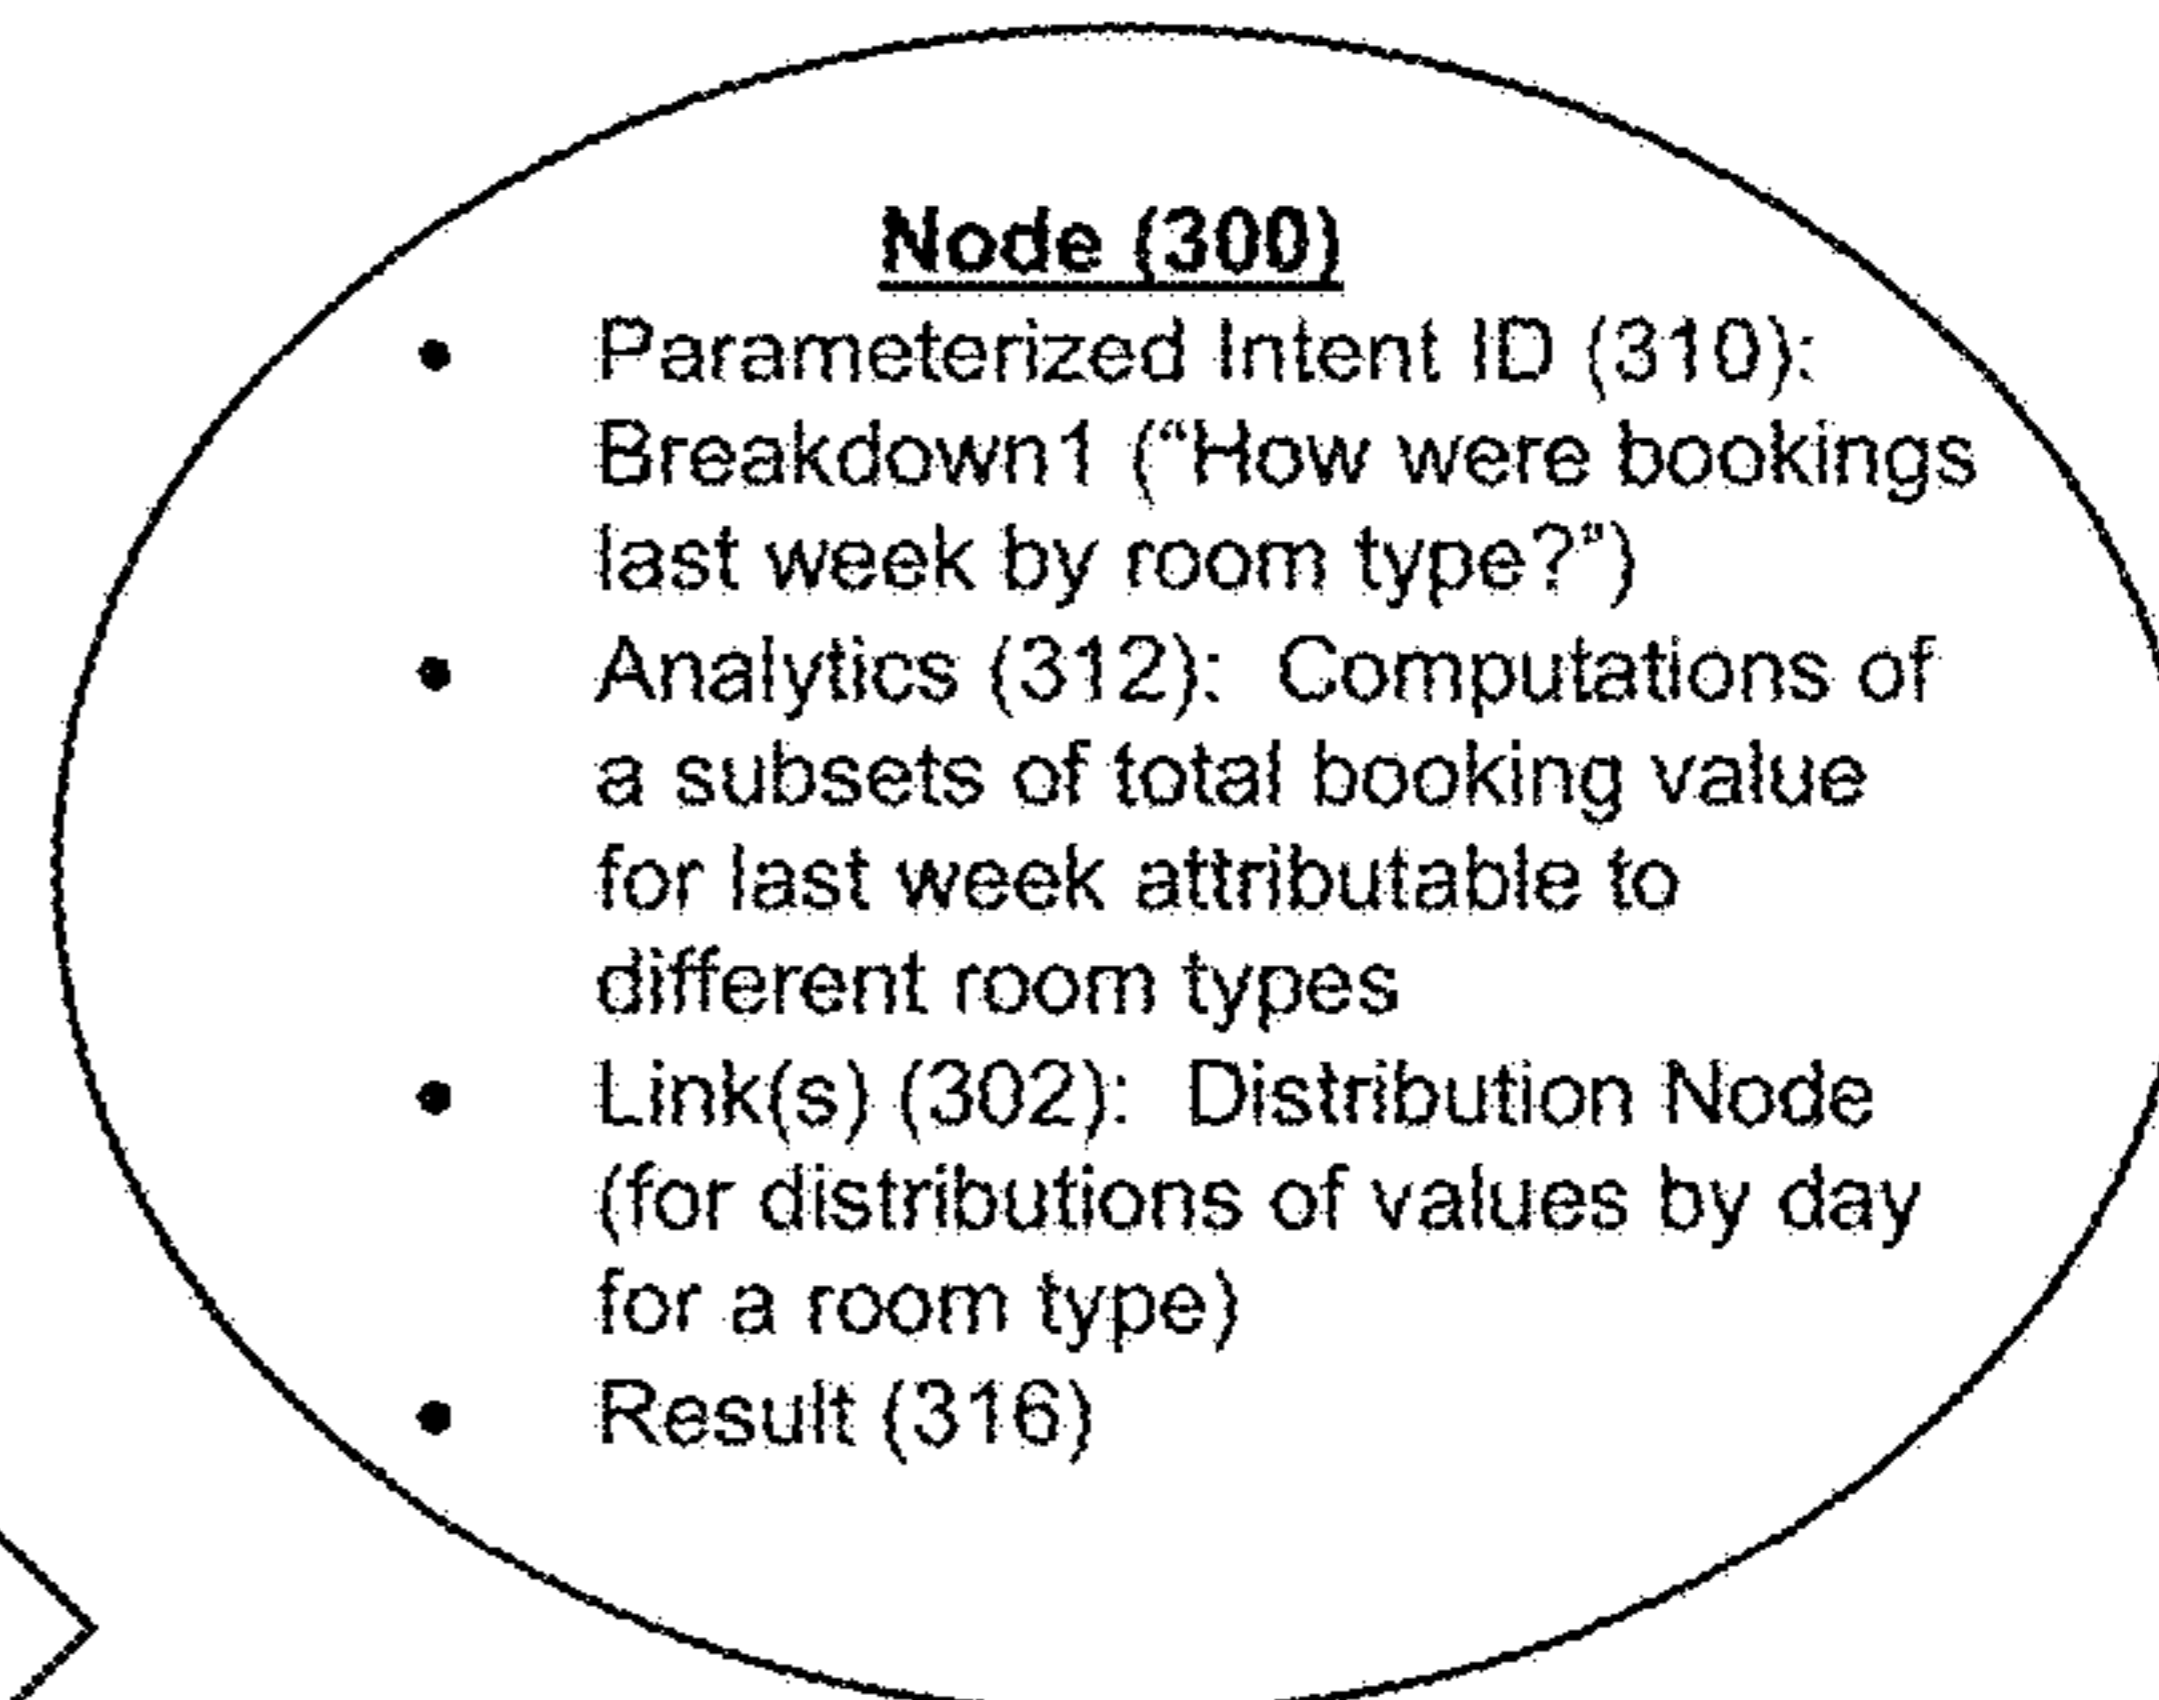 Node (300)
• Parameterized Intent ID (310):
Breakdown1 (“How were bookings
last week by room type?”)
• Analytics (312): Computations of
a subsets of total booking value
for last week attributable to
different room types
• Link(s) (302): Distribution Node
(for distributions of values by day
for a room type)
• Result (316)